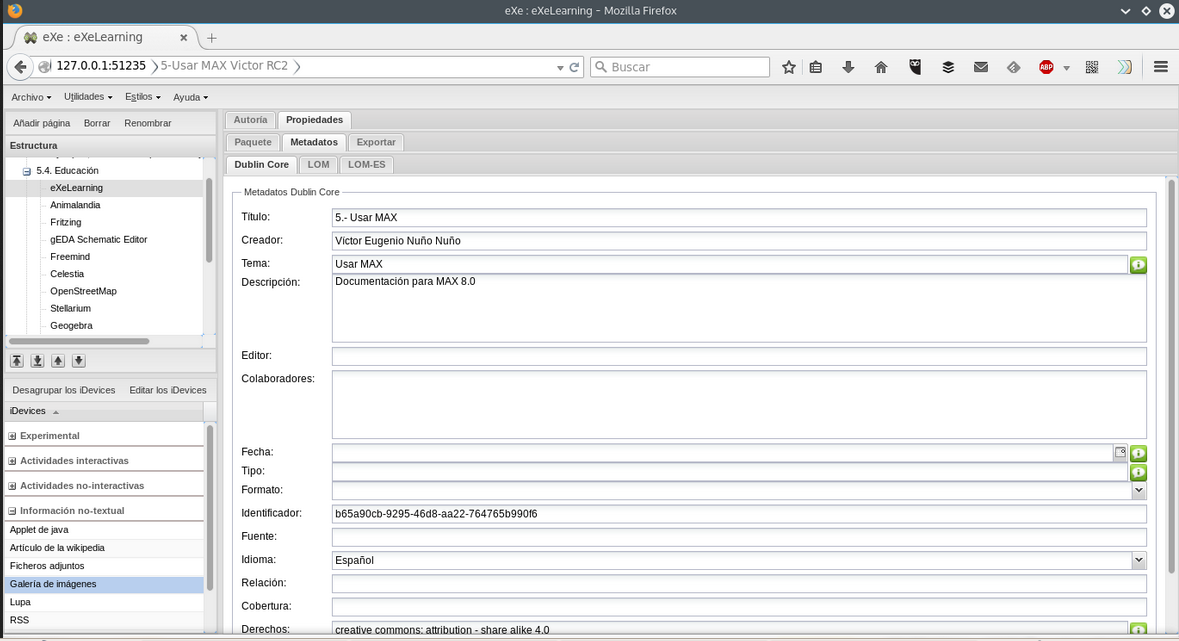 eXe : eXeLearning - Mozilla Firefox
eXe : eXeLearning
127.0.0.1:51235 5-Usar MAX Victor RC2
Buscar
ABP
Archivo Utilidades Estilos Ayuda
Añadir página Borrar Renombrar
Estructura
5.4. Educación
eXeLearning
Animalandia
Fritzing
gEDA Schematic Editor
Freemind
Celestia
OpenStreetMap
Stellarium
Geogebra
Desagrupar los iDevices Editar los iDevices
iDevices
Experimental
Actividades interactivas
Actividades no-interactivas
Información no-textual
Applet de java
Artículo de la wikipedia
Ficheros adjuntos
Galería de imágenes
Lupa
RSS
Autoría Propiedades
Paquete Metadatos Exportar
Dublin Core LOM LOM-ES
Metadatos Dublin Core
Título: 5.- Usar MAX
Creador: Víctor Eugenio Nuño Nuño
Tema: Usar MAX
Descripción: Documentación para MAX 8.0
Editor:
Colaboradores:
Fecha:
Tipo:
Formato:
Identificador: b65a90cb-9295-46d8-aa22-764765b990f6
Fuente:
Idioma: Español
Relación:
Cobertura:
Derechos: creative commons: attribution - share alike 4.0